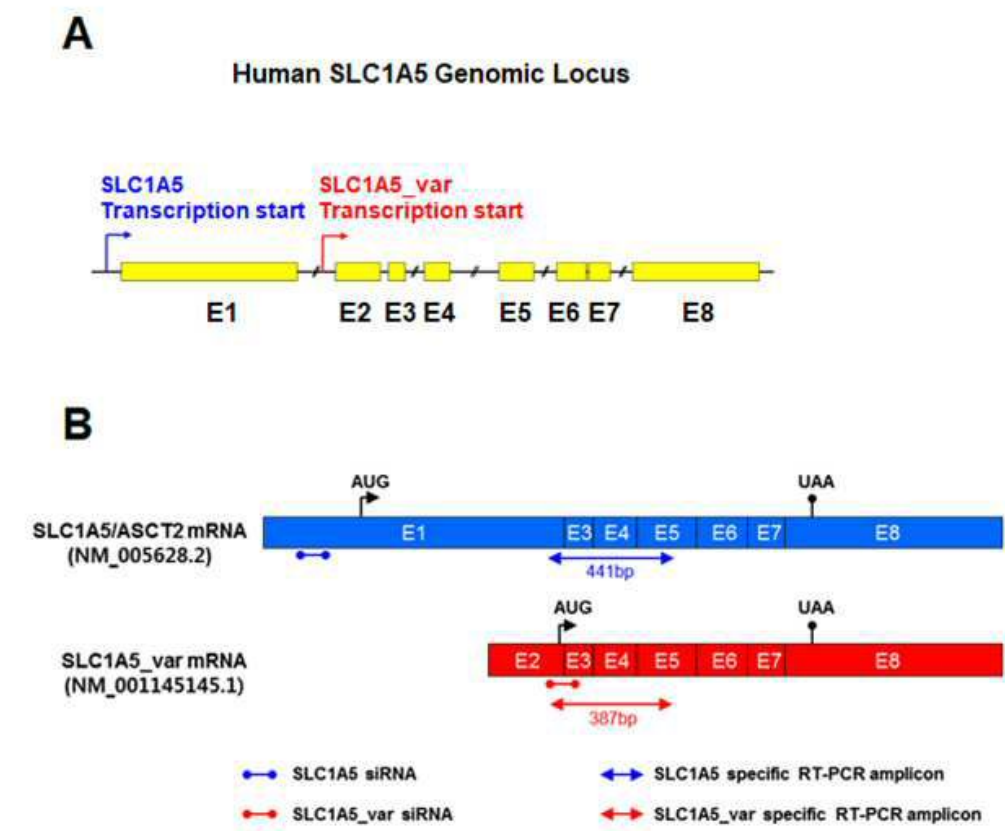 A
Human SLC1A5 Genomic Locus
SLC1A5 SLC1A5_var
Transcription start Transcription start
E1 E2 E3 E4 E5 E6 E7 E8
B
AUG UAA
SLC1A5/ASCT2 mRNA E1 E3 E4 E5 E6 E7 E8
(NM_005628.2)
441bp
AUG UAA
SLC1A5_var mRNA E2 E3 E4 E5 E6 E7 E8
(NM_001145145.1)
387bp
SLC1A5 siRNA SLC1A5 specific RT-PCR amplicon
SLC1A5_var siRNA SLC1A5_var specific RT-PCR amplicon